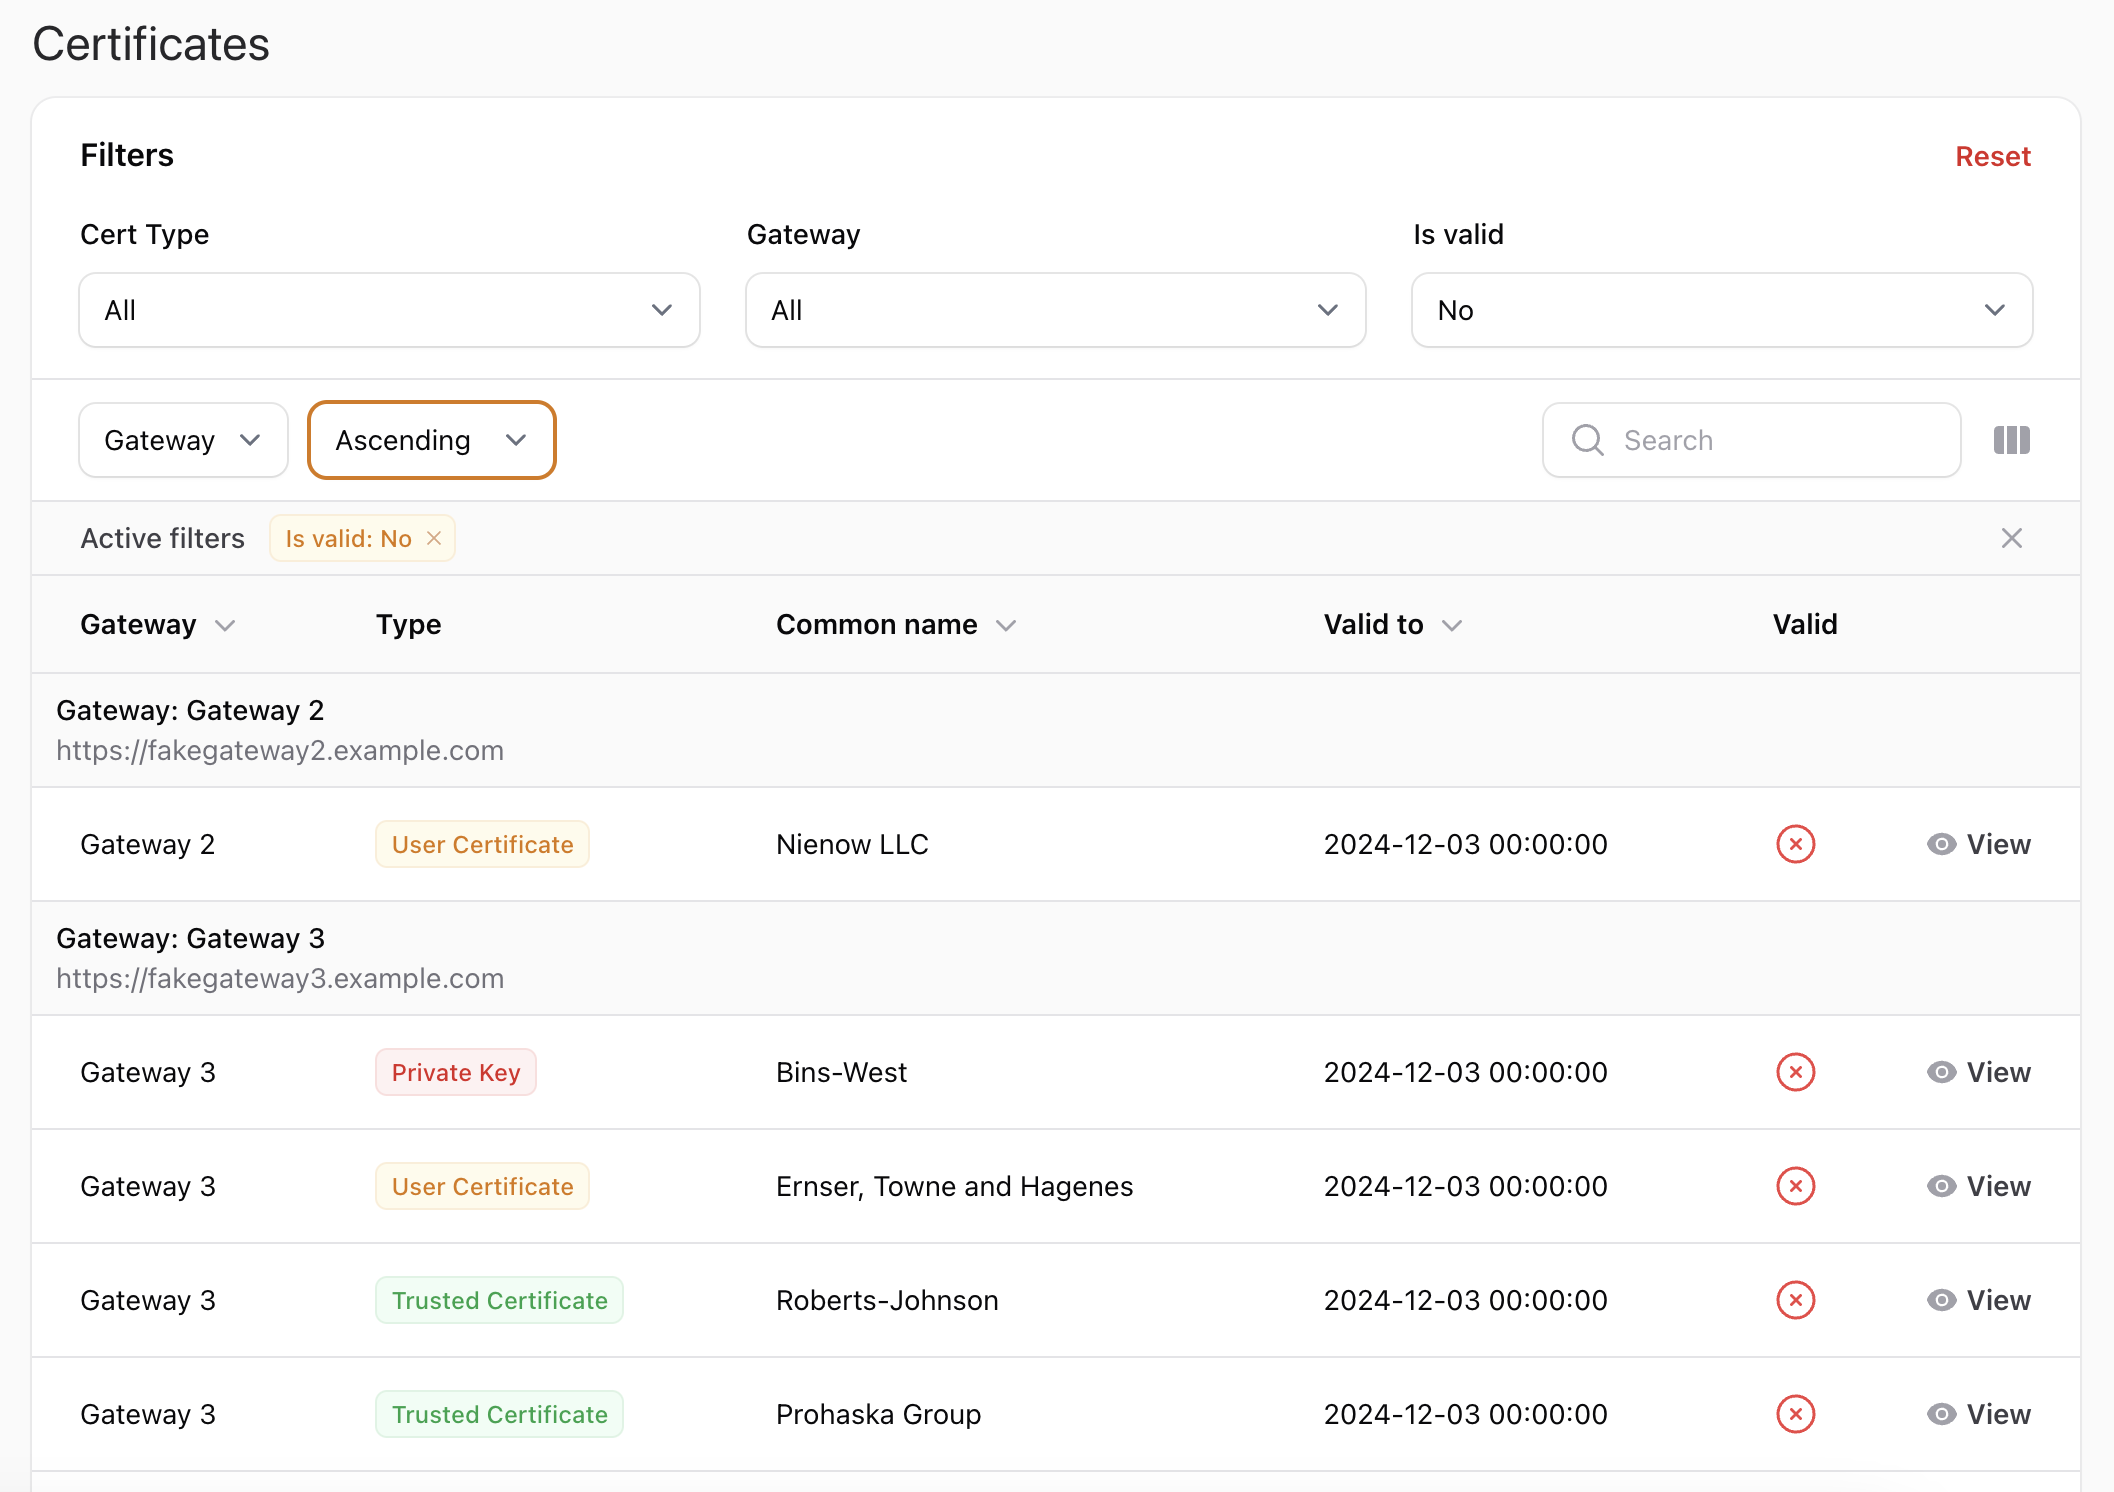 Certificates
Filters
Reset
Cert Type
Gateway
Is valid
All
All
No
Gateway
Ascending
Search
Active filters
Is valid: No
Gateway
Type
Common name
Valid to
Valid
Gateway: Gateway 2
https://fakegateway2.example.com
Gateway 2 User Certificate Nienow LLC 2024-12-03 00:00:00 View
Gateway: Gateway 3
https://fakegateway3.example.com
Gateway 3 Private Key Bins-West 2024-12-03 00:00:00 View
Gateway 3 User Certificate Ernser, Towne and Hagenes 2024-12-03 00:00:00 View
Gateway 3 Trusted Certificate Roberts-Johnson 2024-12-03 00:00:00 View
Gateway 3 Trusted Certificate Prohaska Group 2024-12-03 00:00:00 View